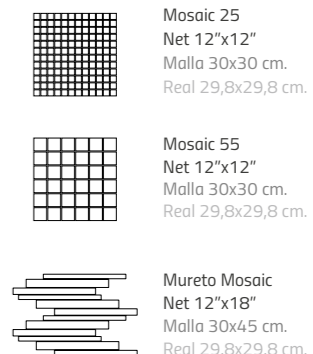 Mosaic 25
Net 12”x12”
Malla 30x30 cm.
Real 29,8x29,8 cm.
Mosaic 55
Net 12”x12”
Malla 30x30 cm.
Real 29,8x29,8 cm.
Mureto Mosaic
Net 12”x18”
Malla 30x45 cm.
Real 29,8x29,8 cm.